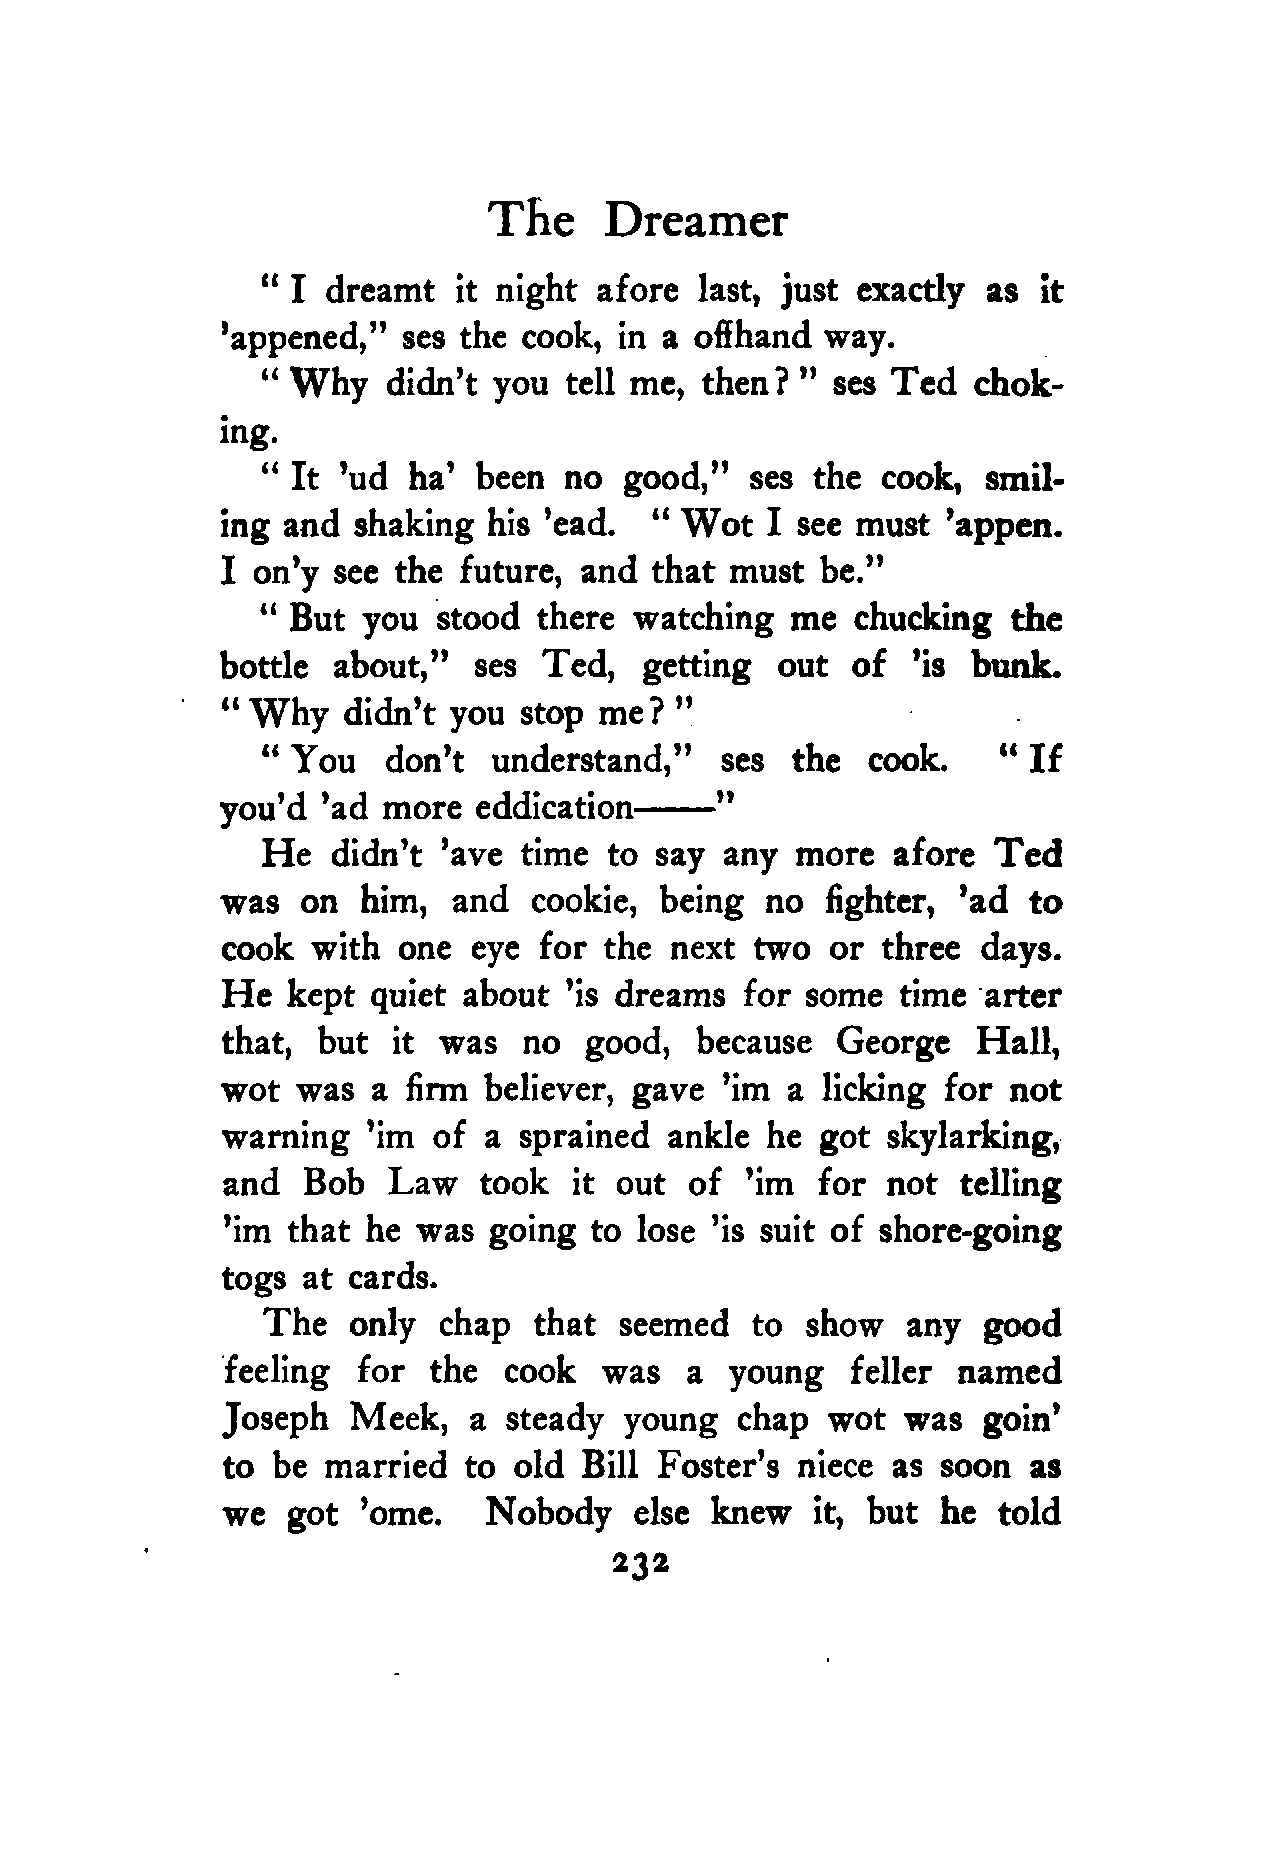 The Dreamer
" I dreamt it night afore last, just exactly as it
'appened," ses the cook, in a offhand way.
" Why didn't you tell me, then? " ses Ted chok-
ing.
" It 'ud ha' been no good," ses the cook, smil-
ing and shaking his 'ead. " Wot I see must 'appen.
I on'y see the future, and that must be."
" But you stood there watching me chucking the
bottle about," ses Ted, getting out of 'is bunk.
" Why didn't you stop me? "
" You don't understand," ses the cook. " If
you'd 'ad more eddication——"
He didn't 'ave time to say any more afore Ted
was on him, and cookie, being no fighter, 'ad to
cook with one eye for the next two or three days.
He kept quiet about 'is dreams for some time arter
that, but it was no good, because George Hall,
wot was a firm believer, gave 'im a licking for not
warning 'im of a sprained ankle he got skylarking,
and Bob Law took it out of 'im for not telling
'im that he was going to lose 'is suit of shore-going
togs at cards.
The only chap that seemed to show any good
feeling for the cook was a young feller named
Joseph Meek, a steady young chap wot was goin'
to be married to old Bill Foster's niece as soon as
we got 'ome. Nobody else knew it, but he told
232